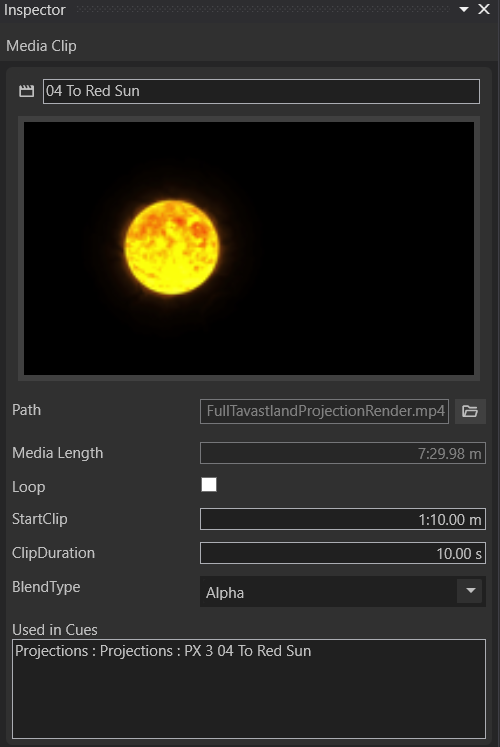 Inspector
Media Clip
04 To Red Sun
Path FullTavastlandProjectionRender.mp4
Media Length 7:29.98 m
Loop
StartClip 1:10.00 m
ClipDuration 10.00 s
BlendType Alpha
Used in Cues
Projections : Projections : PX 3 04 To Red Sun